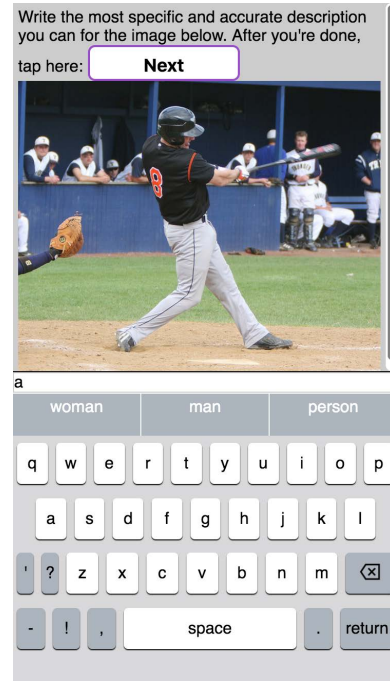 Write the most specific and accurate description
you can for the image below. After you're done,
tap here: Next
8
a
woman man person
q w e r t y u i o p
a s d f g h j k l
' ? z x c v b n m
- ! , space . return